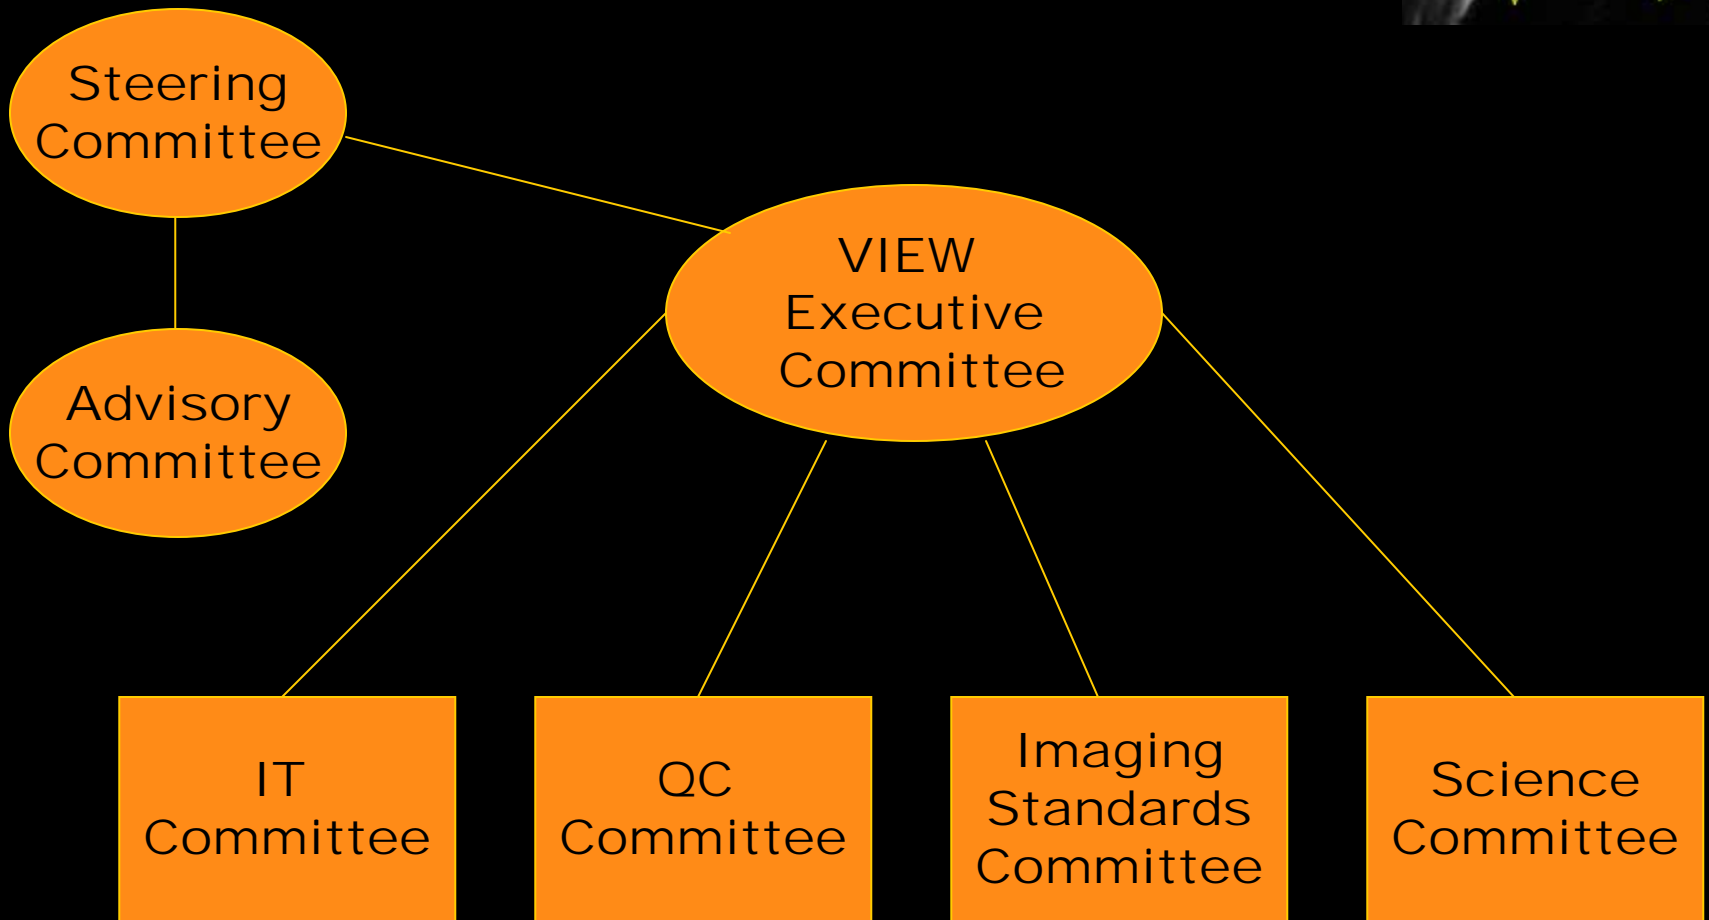 Steering
Committee
VIEW
Executive
Committee
Advisory
Committee
IT
Committee
QC
Committee
Imaging
Standards
Committee
Science
Committee